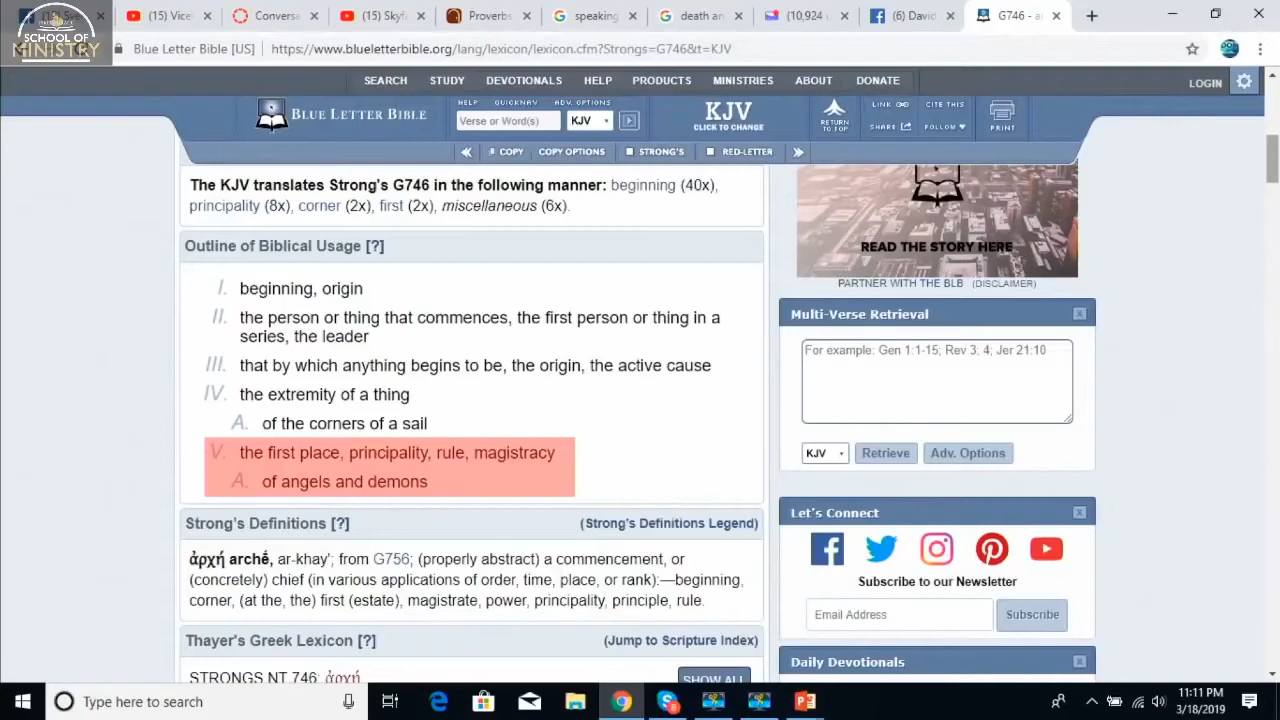 SCHOOL OF
MINISTRY
(15) Vice
Conversa
(15) Skyfa
Proverbs
speaking
death an
(10,924
(6) David
G746 - a
Blue Letter Bible [US]
https://www.blueletterbible.org/lang/lexicon/lexicon.cfm?Strongs=G746&t=KJV
SEARCH STUDY DEVOTIONALS HELP PRODUCTS MINISTRIES ABOUT DONATE
LOGIN
BLUE LETTER BIBLE
HELP QUICKNAV ADV. OPTIONS
Verse or Word(s) KJV
KJV
CLICK TO CHANGE
RETURN
TO TOP
LINK CITE THIS
SHARE FOLLOW
PRINT
COPY COPY OPTIONS STRONG'S RED-LETTER
The KJV translates Strong's G746 in the following manner: beginning (40x),
principality (8x), corner (2x), first (2x), miscellaneous (6x).
Outline of Biblical Usage [?]
I. beginning, origin
II. the person or thing that commences, the first person or thing in a
series, the leader
III. that by which anything begins to be, the origin, the active cause
IV. the extremity of a thing
A. of the corners of a sail
V. the first place, principality, rule, magistracy
A. of angels and demons
Strong's Definitions [?] (Strong's Definitions Legend)
ἀρχή archḗ, ar-khay'; from G756; (properly abstract) a commencement, or
(concretely) chief (in various applications of order, time, place, or rank):—beginning,
corner, (at the, the) first (estate), magistrate, power, principality, principle, rule.
Thayer's Greek Lexicon [?] (Jump to Scripture Index)
STRONGS NT 746: ἀρχή
SHOW ALL
READ THE STORY HERE
PARTNER WITH THE BLB (DISCLAIMER)
Multi-Verse Retrieval x
For example: Gen 1:1-15; Rev 3; 4; Jer 21:10
KJV Retrieve Adv. Options
Let's Connect x
Subscribe to our Newsletter
Email Address Subscribe
Daily Devotionals x
Type here to search
11:11 PM
3/18/2019